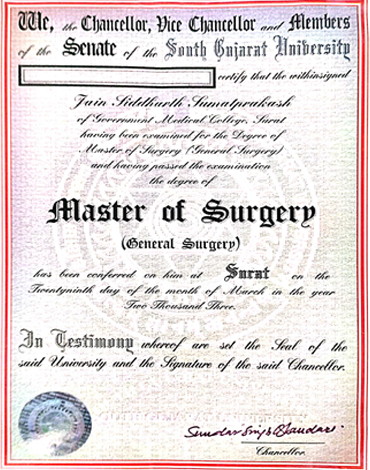 We, the Chancellor, Vice Chancellor and Members
of the Senate of the South Gujarat University
certify that the withinsigned
Jain Siddharth Sumatprakash
of Government Medical College, Surat
having been examined for the Degree of
Master of Surgery (General Surgery)
and having passed the examination
the degree of
Master of Surgery
(General Surgery)
has been conferred on him at Surat on the
Twentyninth day of the month of March in the year
Two Thousand Three.
In Testimony whereof are set the Seal of the
said University and the Signature of the said Chancellor.
Sundar Singh Bhandari
Chancellor.